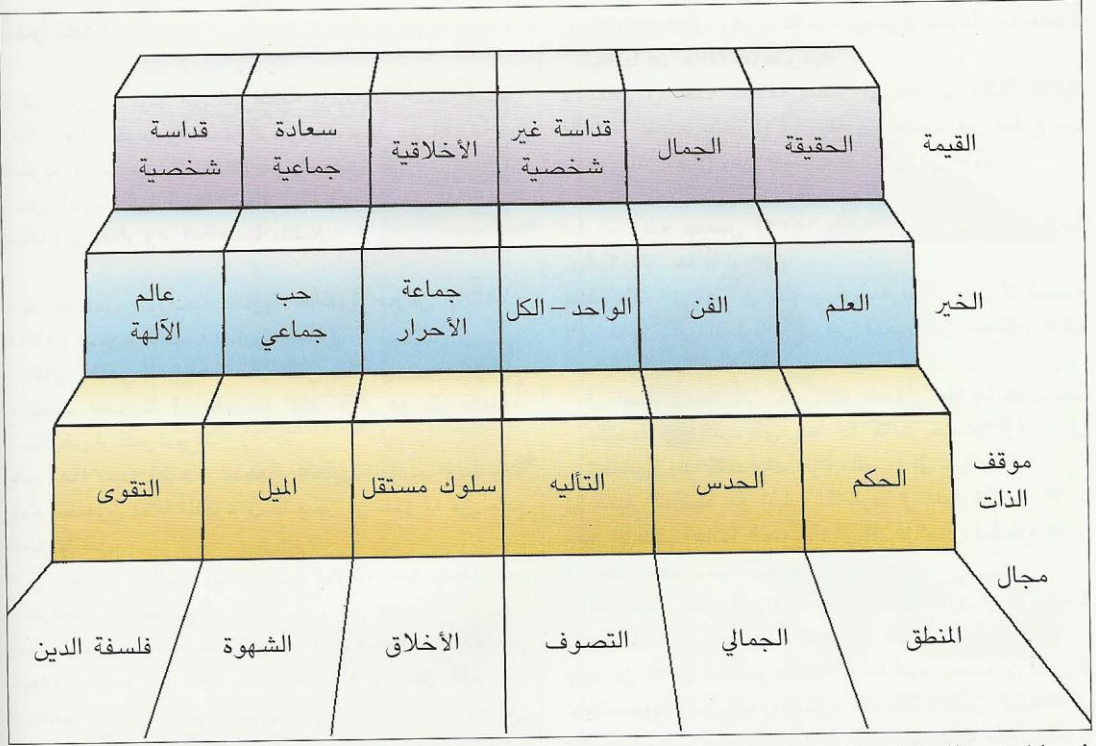 القيمة
الحقيقة
الجمال
قداسة غير
شخصية
الأخلاقية
سعادة
جماعية
قداسة
شخصية
الخير
العلم
الفن
الواحد – الكل
جماعة
الأحرار
حب
جماعي
عالم
الآلهة
موقف
الذات
الحكم
الحدس
التأليه
سلوك مستقل
الميل
التقوى
مجال
المنطق
الجمالي
التصوف
الأخلاق
الشهوة
فلسفة الدين